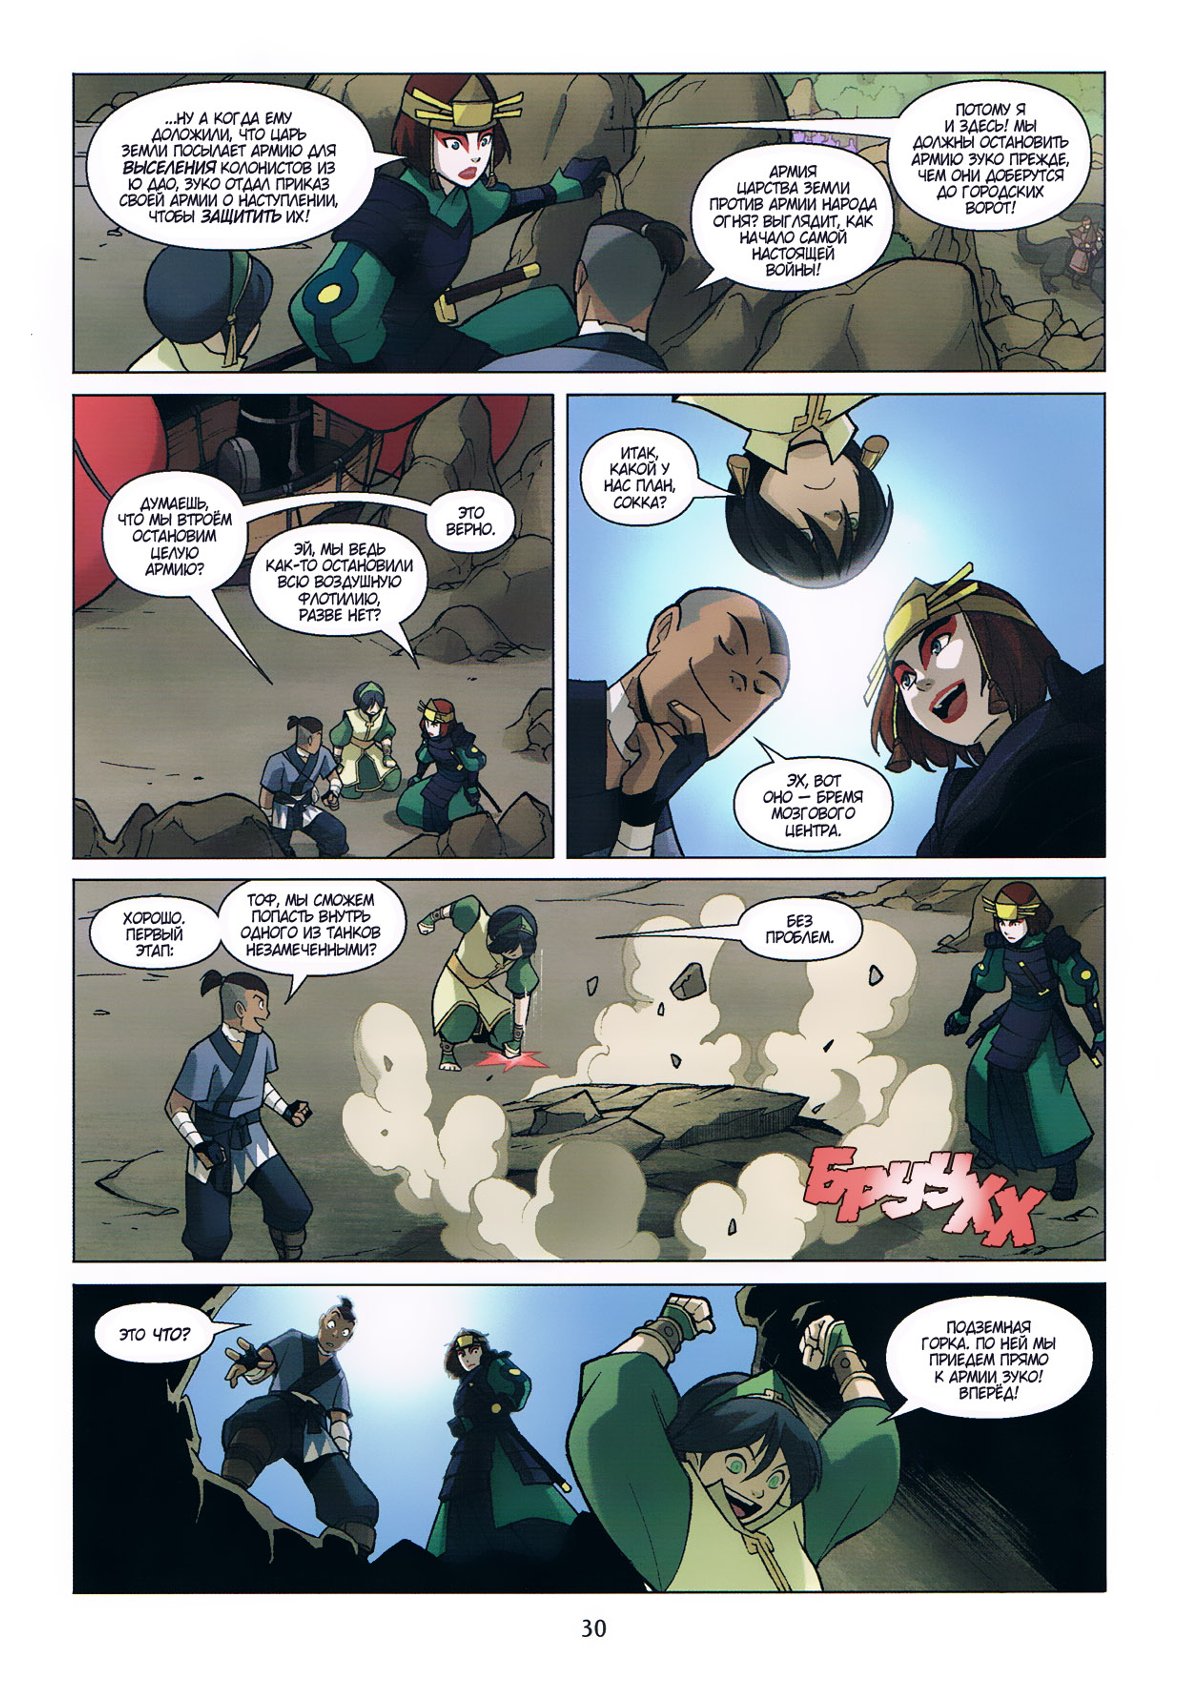 ...НУ А КОГДА ЕМУ
ДОЛОЖИЛИ, ЧТО ЦАРЬ
ЗЕМЛИ ПОСЫЛАЕТ АРМИЮ ДЛЯ
ВЫСЕЛЕНИЯ КОЛОНИСТОВ ИЗ
Ю ДАО, ЗУКО ОТДАЛ ПРИКАЗ
СВОЕЙ АРМИИ О НАСТУПЛЕНИИ,
ЧТОБЫ ЗАЩИТИТЬ ИХ!
АРМИЯ
ЦАРСТВА ЗЕМЛИ
ПРОТИВ АРМИИ НАРОДА
ОГНЯ? ВЫГЛЯДИТ, КАК
НАЧАЛО САМОЙ
НАСТОЯЩЕЙ
ВОЙНЫ!
ПОТОМУ Я
И ЗДЕСЬ! МЫ
ДОЛЖНЫ ОСТАНОВИТЬ
АРМИЮ ЗУКО ПРЕЖДЕ,
ЧЕМ ОНИ ДОБЕРУТСЯ
ДО ГОРОДСКИХ
ВОРОТ!
ДУМАЕШЬ,
ЧТО МЫ ВТРОЁМ
ОСТАНОВИМ
ЦЕЛУЮ
АРМИЮ?
ЭЙ, МЫ ВЕДЬ
КАК-ТО ОСТАНОВИЛИ
ВСЮ ВОЗДУШНУЮ
ФЛОТИЛИЮ,
РАЗВЕ НЕТ?
ЭТО
ВЕРНО.
ИТАК,
КАКОЙ У
НАС ПЛАН,
СОККА?
ЭХ, ВОТ
ОНО — БРЕМЯ
МОЗГОВОГО
ЦЕНТРА.
ХОРОШО.
ПЕРВЫЙ
ЭТАП:
ТОФ, МЫ СМОЖЕМ
ПОПАСТЬ ВНУТРЬ
ОДНОГО ИЗ ТАНКОВ
НЕЗАМЕЧЕННЫМИ?
БЕЗ
ПРОБЛЕМ.
БРУУХХ
ЭТО ЧТО?
ПОДЗЕМНАЯ
ГОРКА. ПО НЕЙ МЫ
ПРИЕДЕМ ПРЯМО
К АРМИИ ЗУКО!
ВПЕРЁД!
30